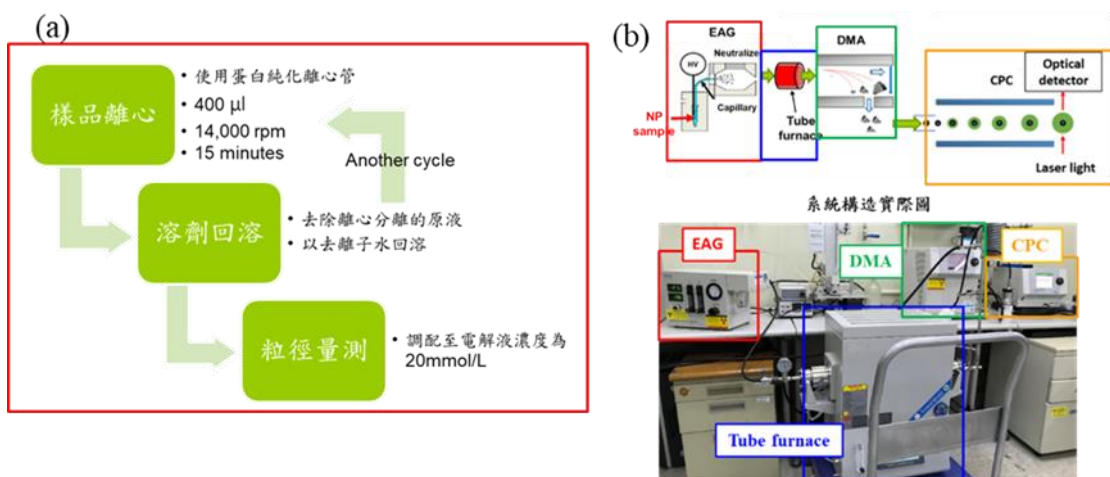 (a)
樣品離心
• 使用蛋白純化離心管
• 400 µl
• 14,000 rpm
• 15 minutes
Another cycle
溶劑回溶
• 去除離心分離的原液
• 以去離子水回溶
粒徑量測
• 調配至電解液濃度為
20mmol/L
(b)
EAG
Neutralize
HV
Capillary
NP
sample
Tube
furnace
DMA
CPC
Optical
detector
Laser light
系統構造實際圖
EAG
DMA
CPC
Tube furnace